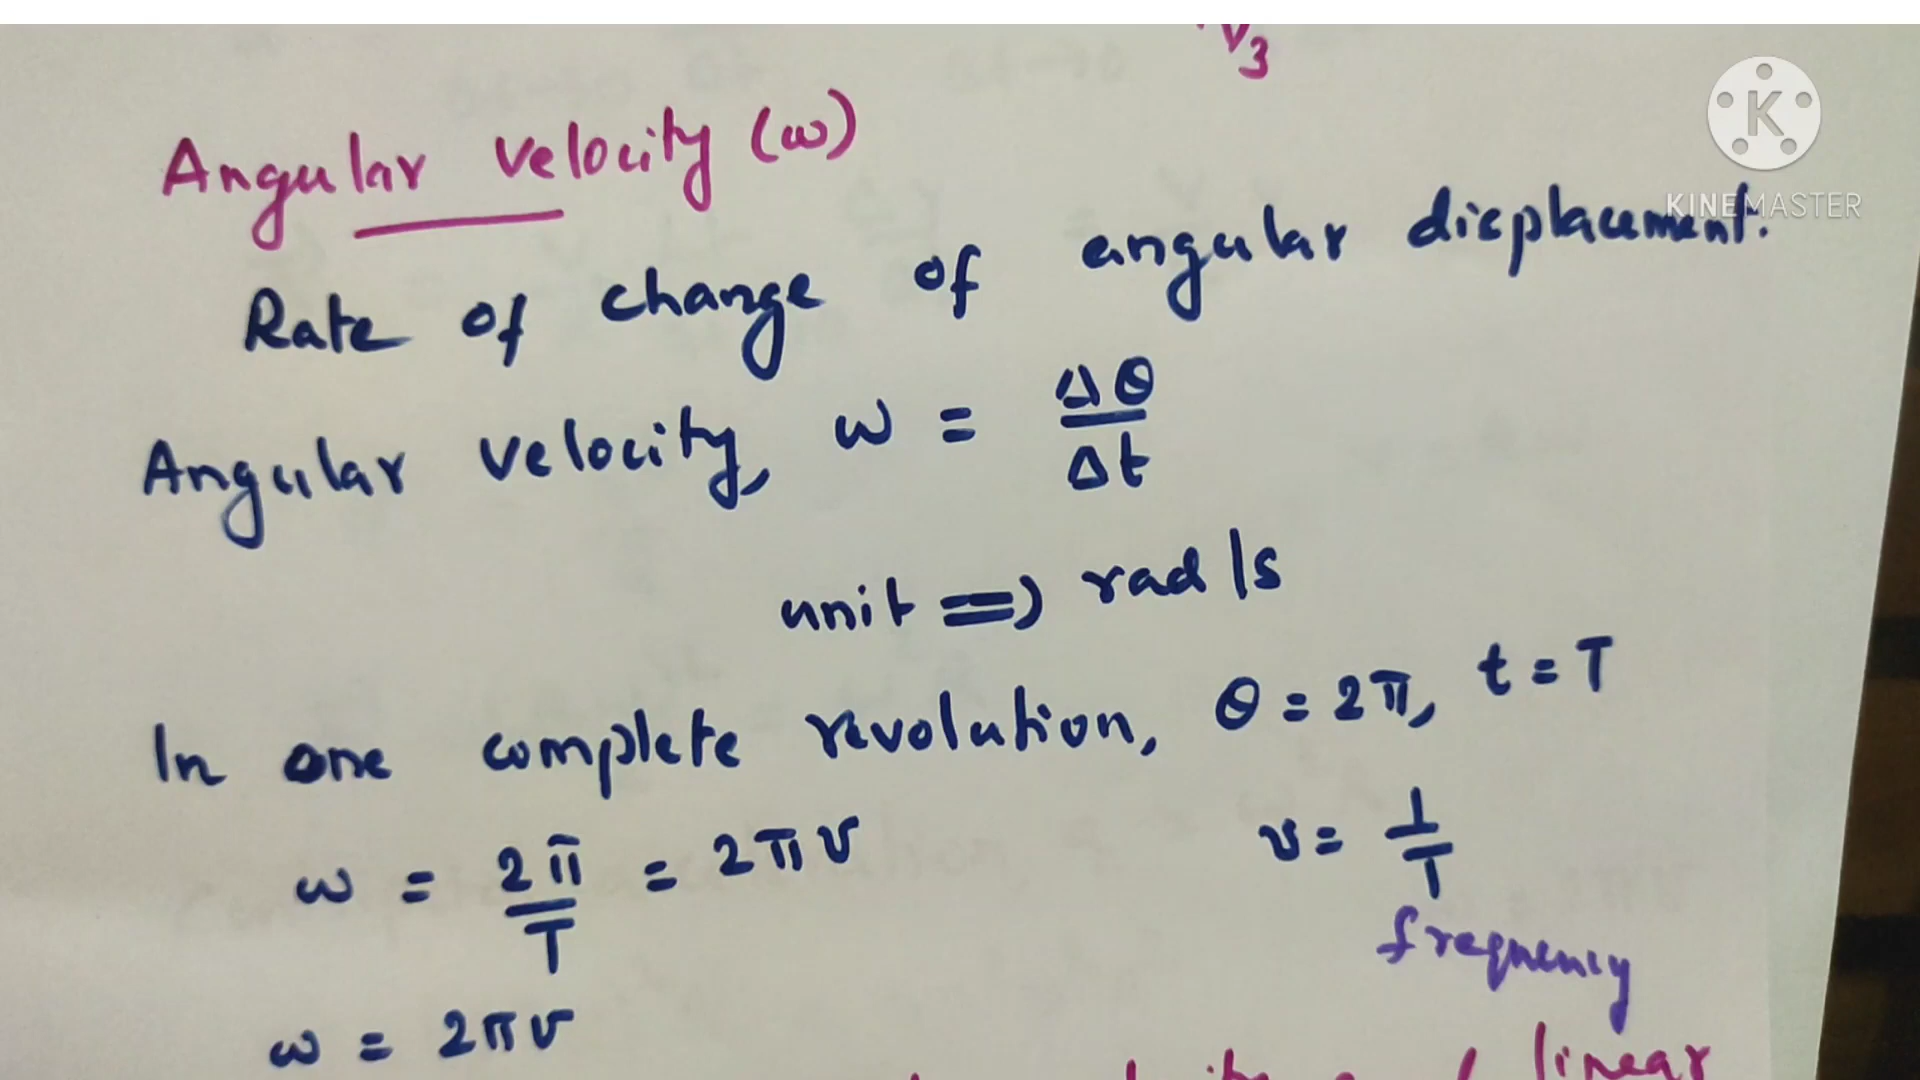 V3
K
KINEMASTER
Angular velocity (ω)
Rate of change of angular displacement.
Angular velocity, ω = Δθ/Δt
unit ⇒ rad/s
In one complete revolution, θ = 2π, t = T
ω = 2π/T = 2πν   ν = 1/T
frequency
ω = 2πν
linear